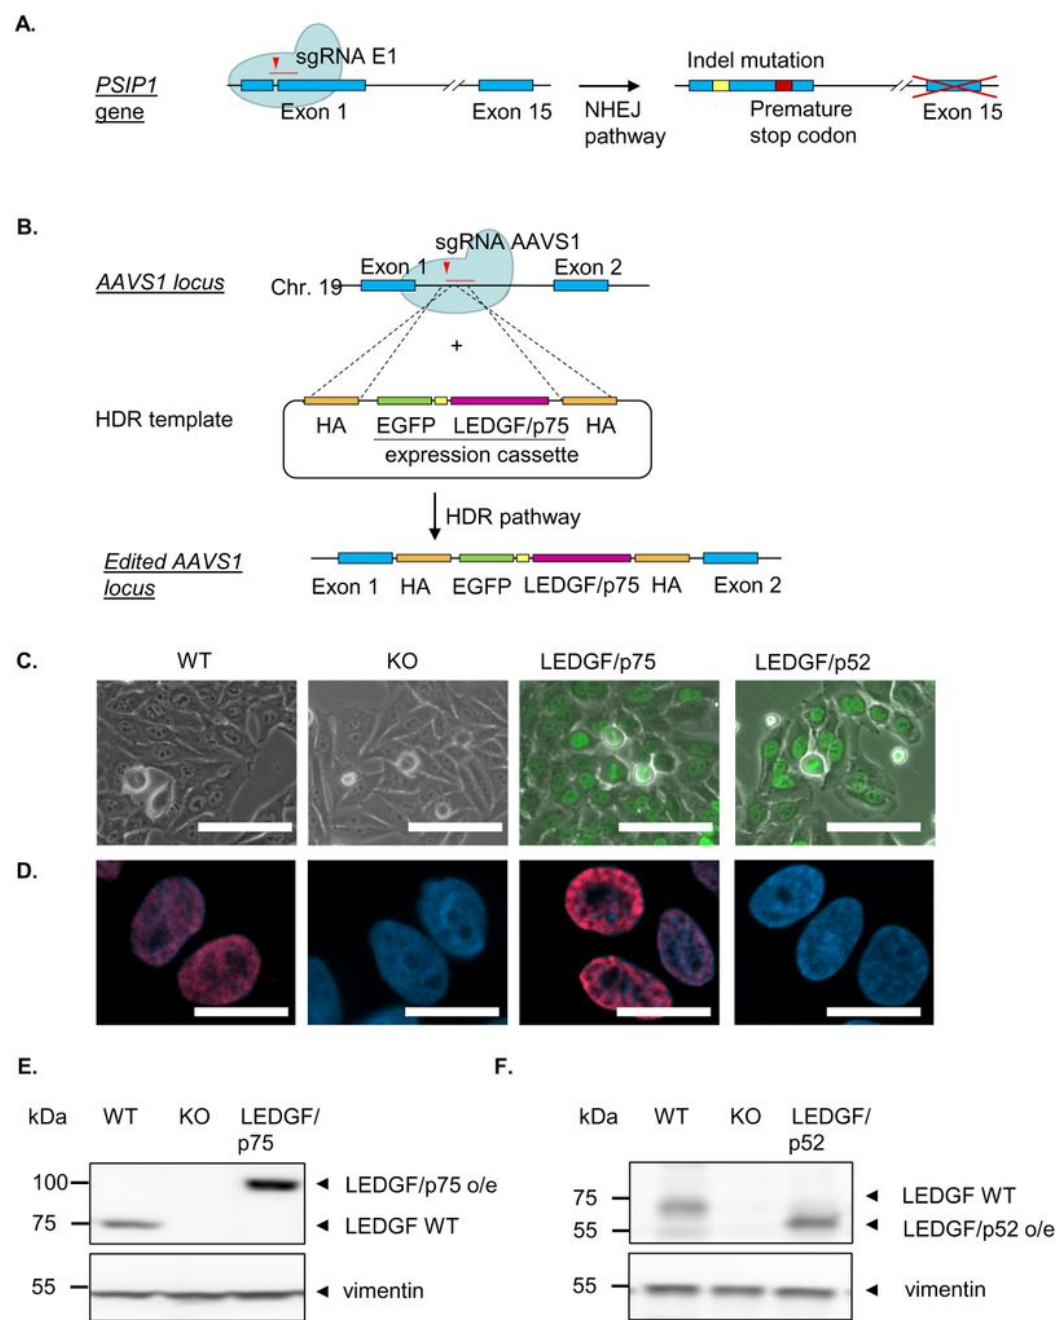 A.
sgRNA E1
PSIP1
gene
Exon 1
Exon 15
NHEJ
pathway
Indel mutation
Premature
stop codon
Exon 15
B.
sgRNA AAVS1
AAVS1 locus
Chr. 19
Exon 1
Exon 2
+
HDR template
HA
EGFP
LEDGF/p75
HA
expression cassette
HDR pathway
Edited AAVS1
locus
Exon 1
HA
EGFP
LEDGF/p75
HA
Exon 2
C.
WT
KO
LEDGF/p75
LEDGF/p52
D.
E.
kDa
WT
KO
LEDGF/
p75
100
75
LEDGF/p75 o/e
LEDGF WT
55
vimentin
F.
kDa
WT
KO
LEDGF/
p52
75
55
LEDGF WT
LEDGF/p52 o/e
55
vimentin